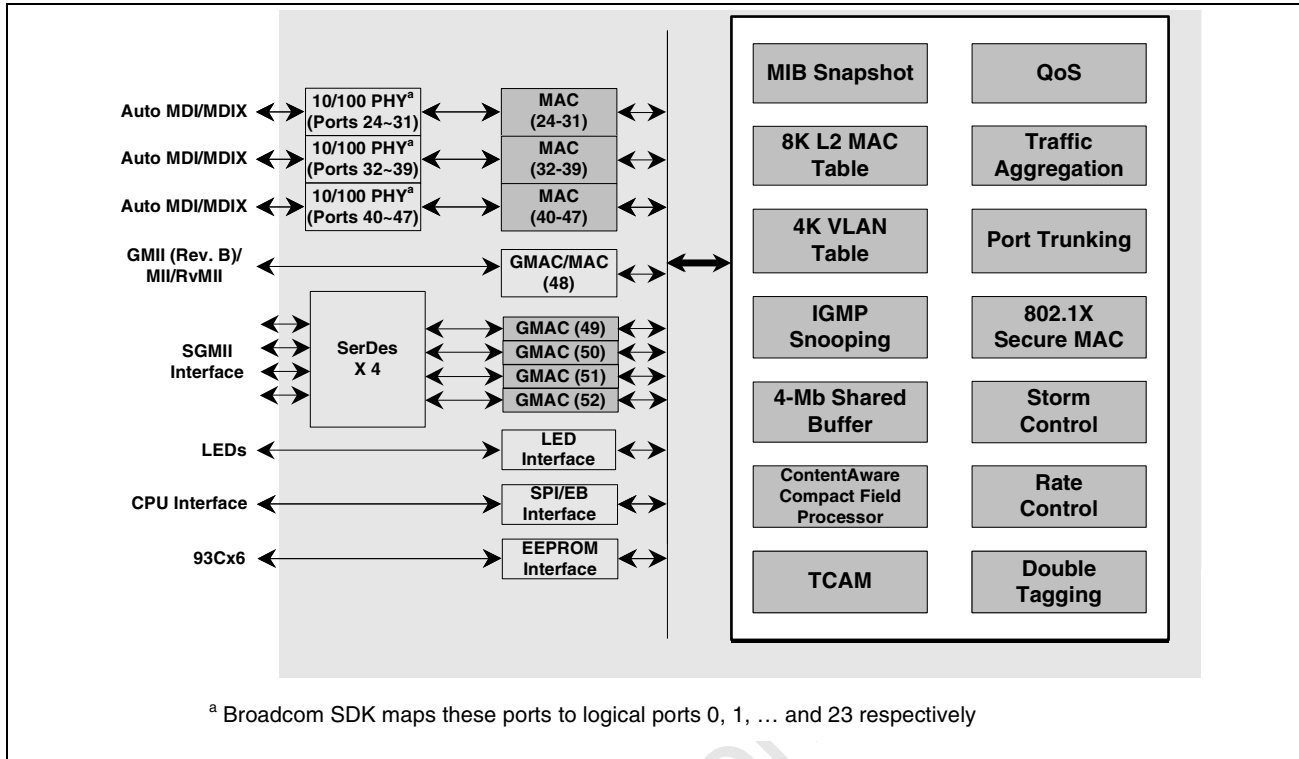 Auto MDI/MDIX
10/100 PHYa
(Ports 24~31)
MAC
(24-31)
Auto MDI/MDIX
10/100 PHYa
(Ports 32~39)
MAC
(32-39)
Auto MDI/MDIX
10/100 PHYa
(Ports 40~47)
MAC
(40-47)
GMII (Rev. B)/
MII/RvMII
GMAC/MAC
(48)
SGMII
Interface
SerDes
X 4
GMAC (49)
GMAC (50)
GMAC (51)
GMAC (52)
LEDs
LED
Interface
CPU Interface
SPI/EB
Interface
93Cx6
EEPROM
Interface
MIB Snapshot
QoS
8K L2 MAC
Table
Traffic
Aggregation
4K VLAN
Table
Port Trunking
IGMP
Snooping
802.1X
Secure MAC
4-Mb Shared
Buffer
Storm
Control
ContentAware
Compact Field
Processor
Rate
Control
TCAM
Double
Tagging
a Broadcom SDK maps these ports to logical ports 0, 1, … and 23 respectively